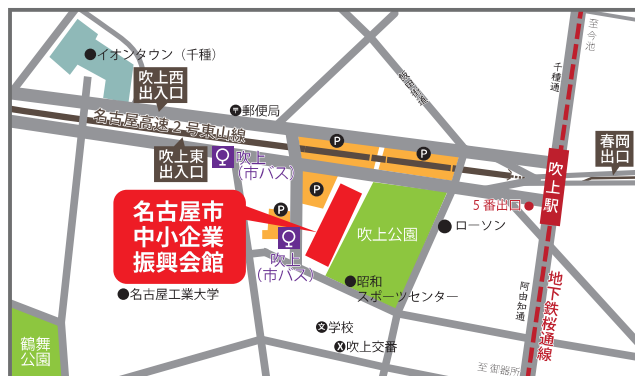 至今池
千種通
イオンタウン（千種）
吹上西
出入口
郵便局
名古屋高速2号東山線
吹上東
出入口
吹上
（市バス）
P
P
P
P
春岡
出口
吹上駅
5番出口
名古屋市
中小企業
振興会館
吹上公園
ローソン
吹上
（市バス）
昭和
スポーツセンター
名古屋工業大学
地下鉄桜通線
阿由知通
鶴舞
公園
文学校
X吹上交番
至御器所